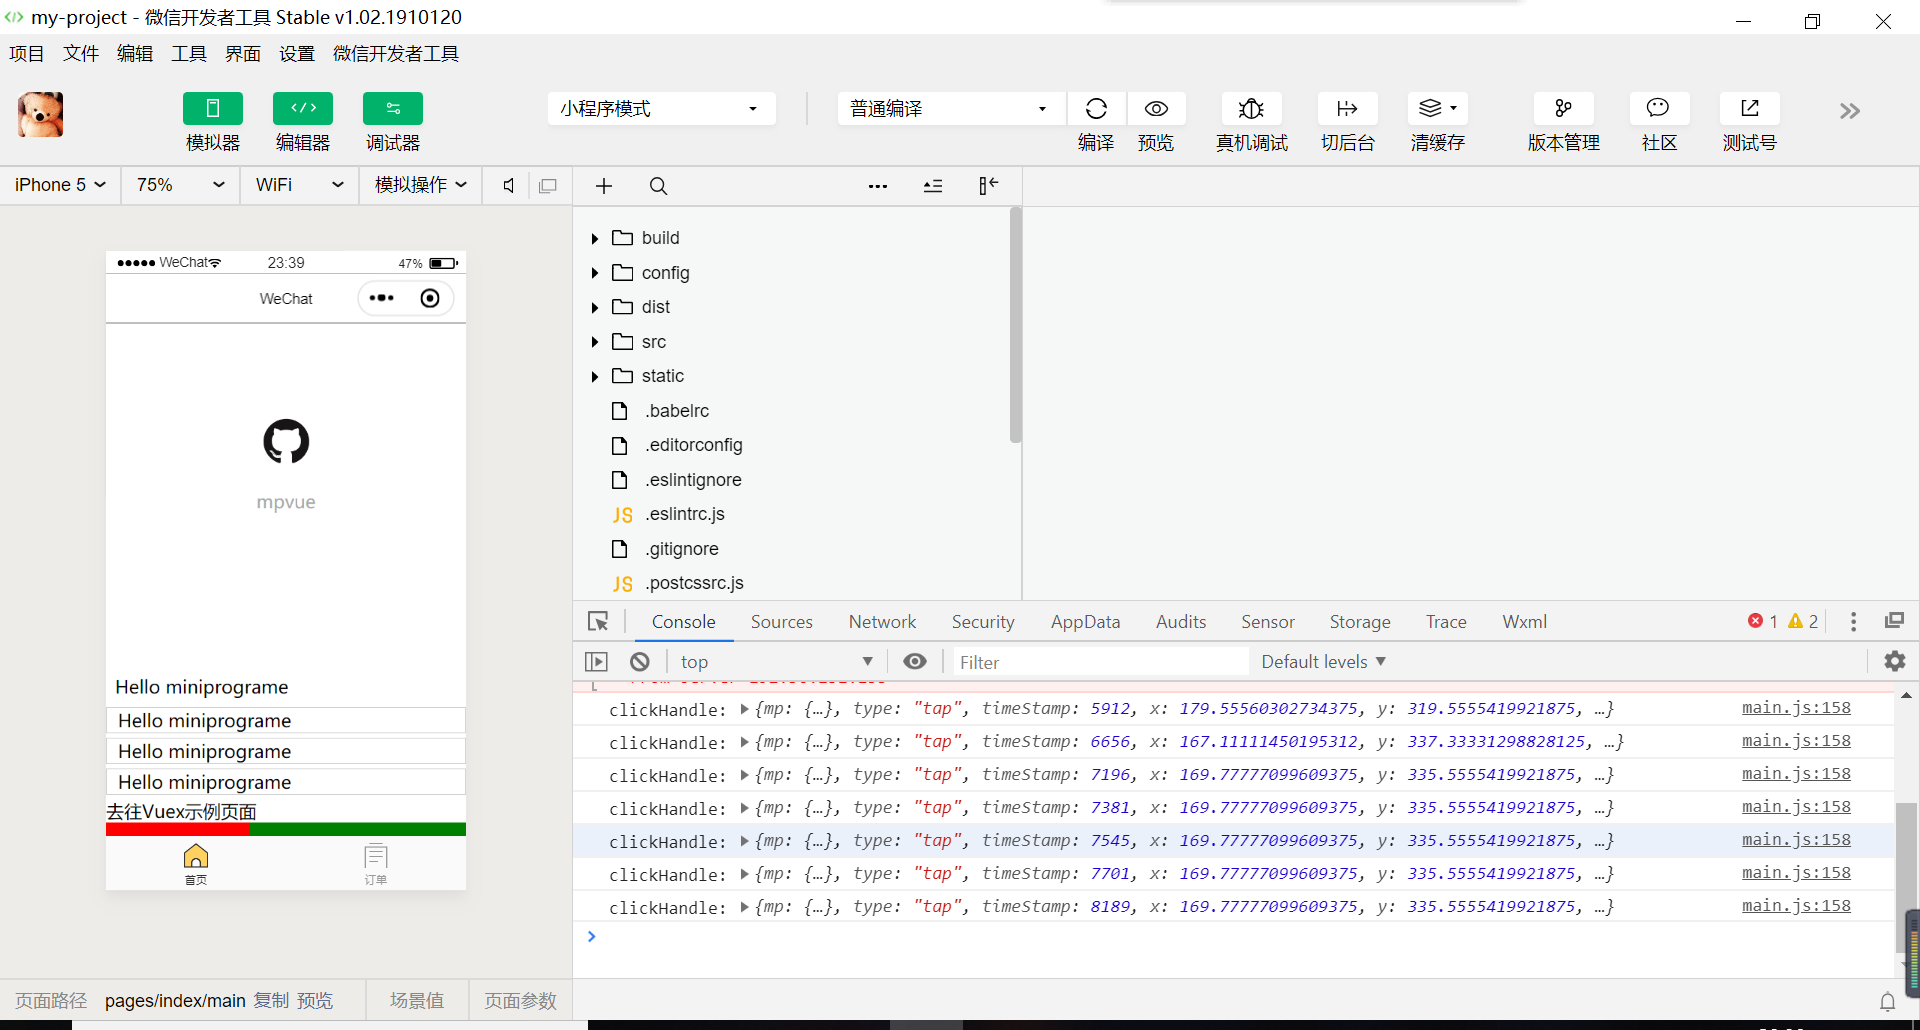 my-project - 微信开发者工具 Stable v1.02.1910120
项目 文件 编辑 工具 界面 设置 微信开发者工具
小程序模式
普通编译
模拟器 编辑器 调试器 编译 预览 真机调试 切后台 清缓存 版本管理 社区 测试号
iPhone 5 75% WiFi 模拟操作
WeChat 23:39 47%
WeChat
mpvue
Hello miniprograme
Hello miniprograme
Hello miniprograme
Hello miniprograme
去往Vuex示例页面
首页 订单
build
config
dist
src
static
.babelrc
.editorconfig
.eslintignore
JS .eslintrc.js
.gitignore
JS .postcssrc.js
Console Sources Network Security AppData Audits Sensor Storage Trace Wxml 1 2
top Filter Default levels
clickHandle: {mp: {…}, type: "tap", timeStamp: 5912, x: 179.55560302734375, y: 319.5555419921875, …} main.js:158
clickHandle: {mp: {…}, type: "tap", timeStamp: 6656, x: 167.11111450195312, y: 337.33331298828125, …} main.js:158
clickHandle: {mp: {…}, type: "tap", timeStamp: 7196, x: 169.77777099609375, y: 335.5555419921875, …} main.js:158
clickHandle: {mp: {…}, type: "tap", timeStamp: 7381, x: 169.77777099609375, y: 335.5555419921875, …} main.js:158
clickHandle: {mp: {…}, type: "tap", timeStamp: 7545, x: 169.77777099609375, y: 335.5555419921875, …} main.js:158
clickHandle: {mp: {…}, type: "tap", timeStamp: 7701, x: 169.77777099609375, y: 335.5555419921875, …} main.js:158
clickHandle: {mp: {…}, type: "tap", timeStamp: 8189, x: 169.77777099609375, y: 335.5555419921875, …} main.js:158
页面路径 pages/index/main 复制 预览 场景值 页面参数